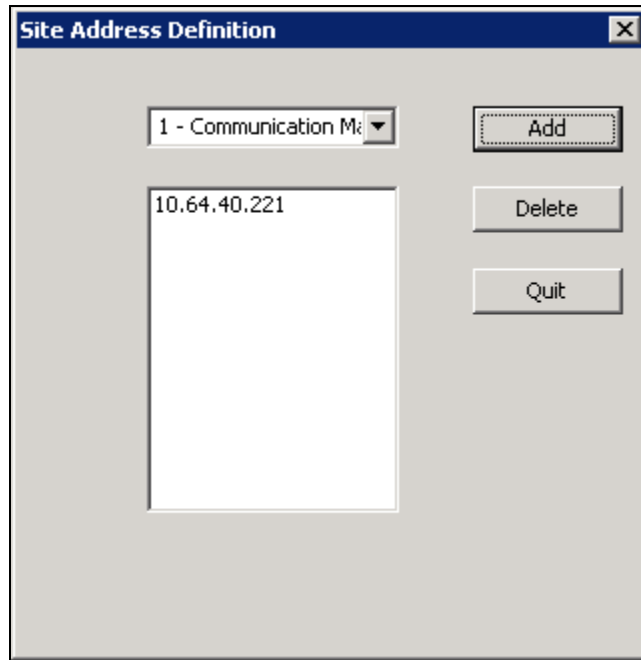 Site Address Definition
1 - Communication Ma
Add
10.64.40.221
Delete
Quit